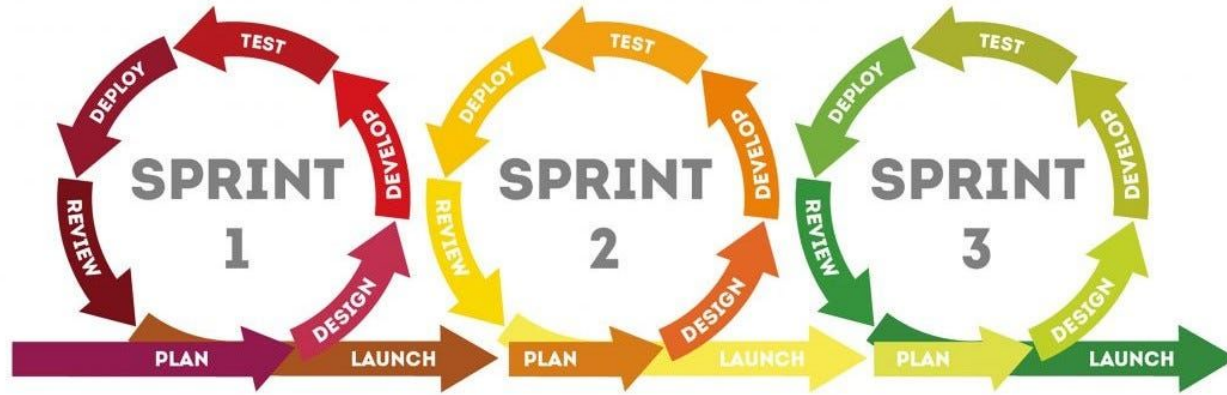 TEST
DEPLOY
DEVELOP
SPRINT
1
REVIEW
DESIGN
PLAN
LAUNCH
TEST
DEPLOY
DEVELOP
SPRINT
2
REVIEW
DESIGN
PLAN
LAUNCH
TEST
DEPLOY
DEVELOP
SPRINT
3
REVIEW
DESIGN
PLAN
LAUNCH